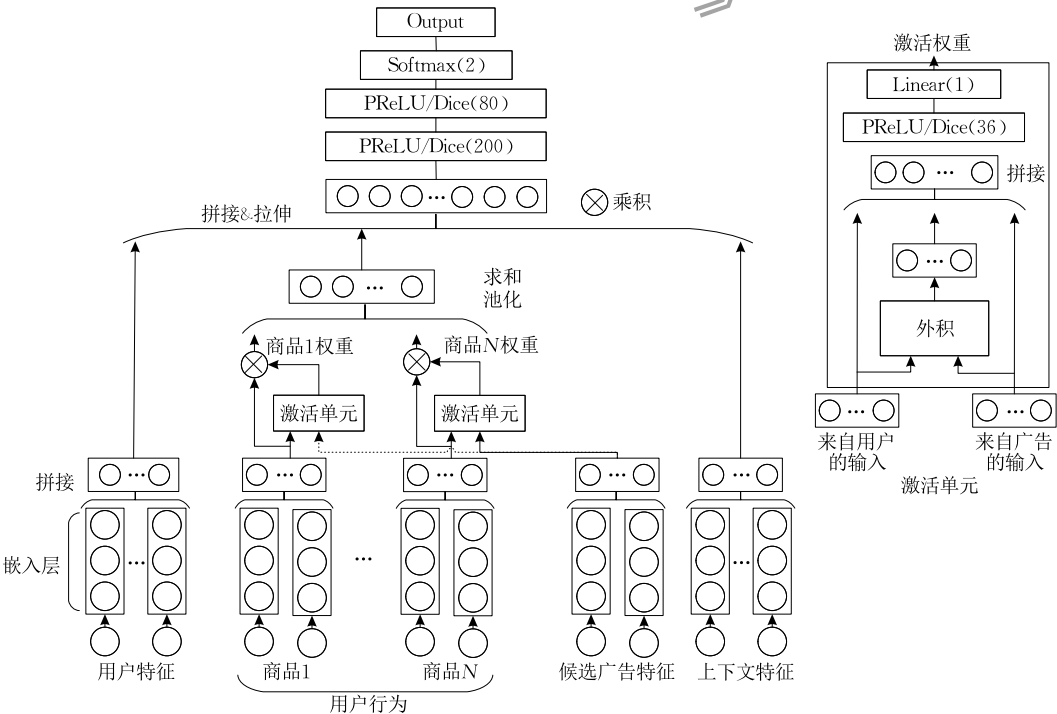 Output
Softmax(2)
PReLU/Dice(80)
PReLU/Dice(200)
乘积
拼接&拉伸
求和
池化
商品1权重
商品N权重
激活单元
激活单元
拼接
嵌入层
用户特征
商品1
商品N
候选广告特征
上下文特征
用户行为
激活权重
Linear(1)
PReLU/Dice(36)
拼接
外积
来自用户
的输入
来自广告
的输入
激活单元